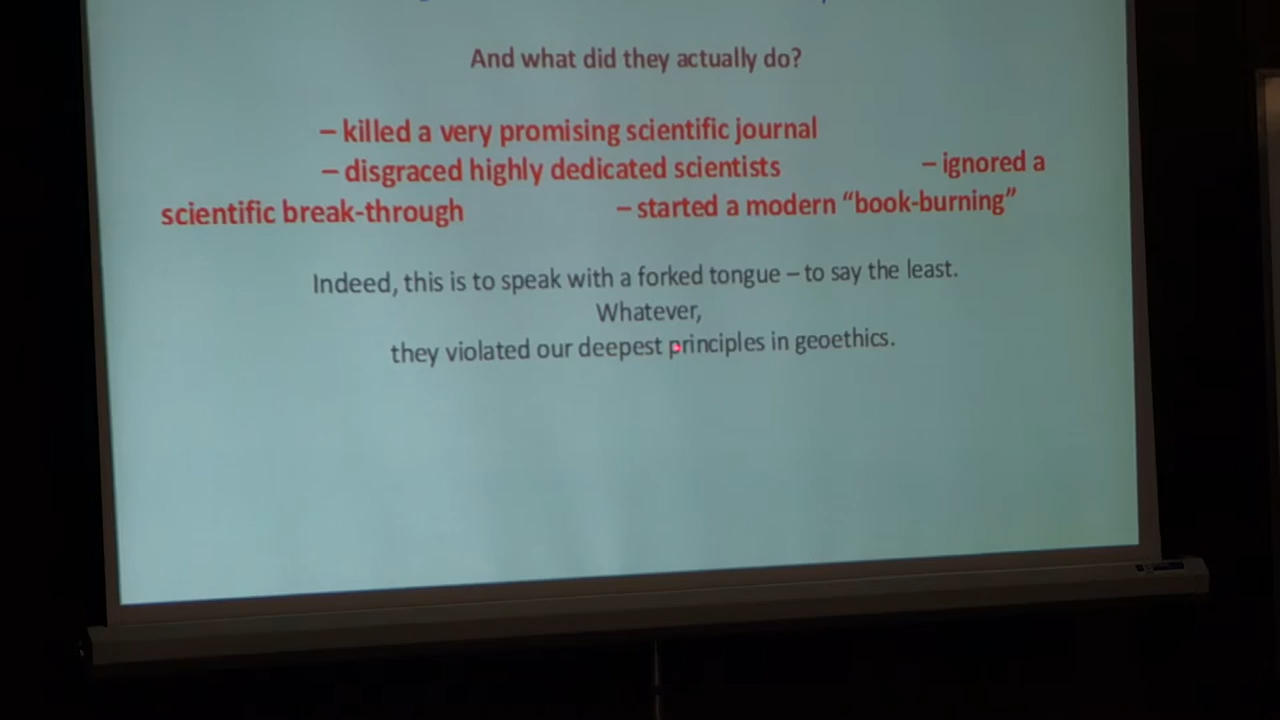 And what did they actually do?
– killed a very promising scientific journal
– disgraced highly dedicated scientists – ignored a
scientific break-through – started a modern “book-burning”
Indeed, this is to speak with a forked tongue – to say the least.
Whatever,
they violated our deepest principles in geoethics.